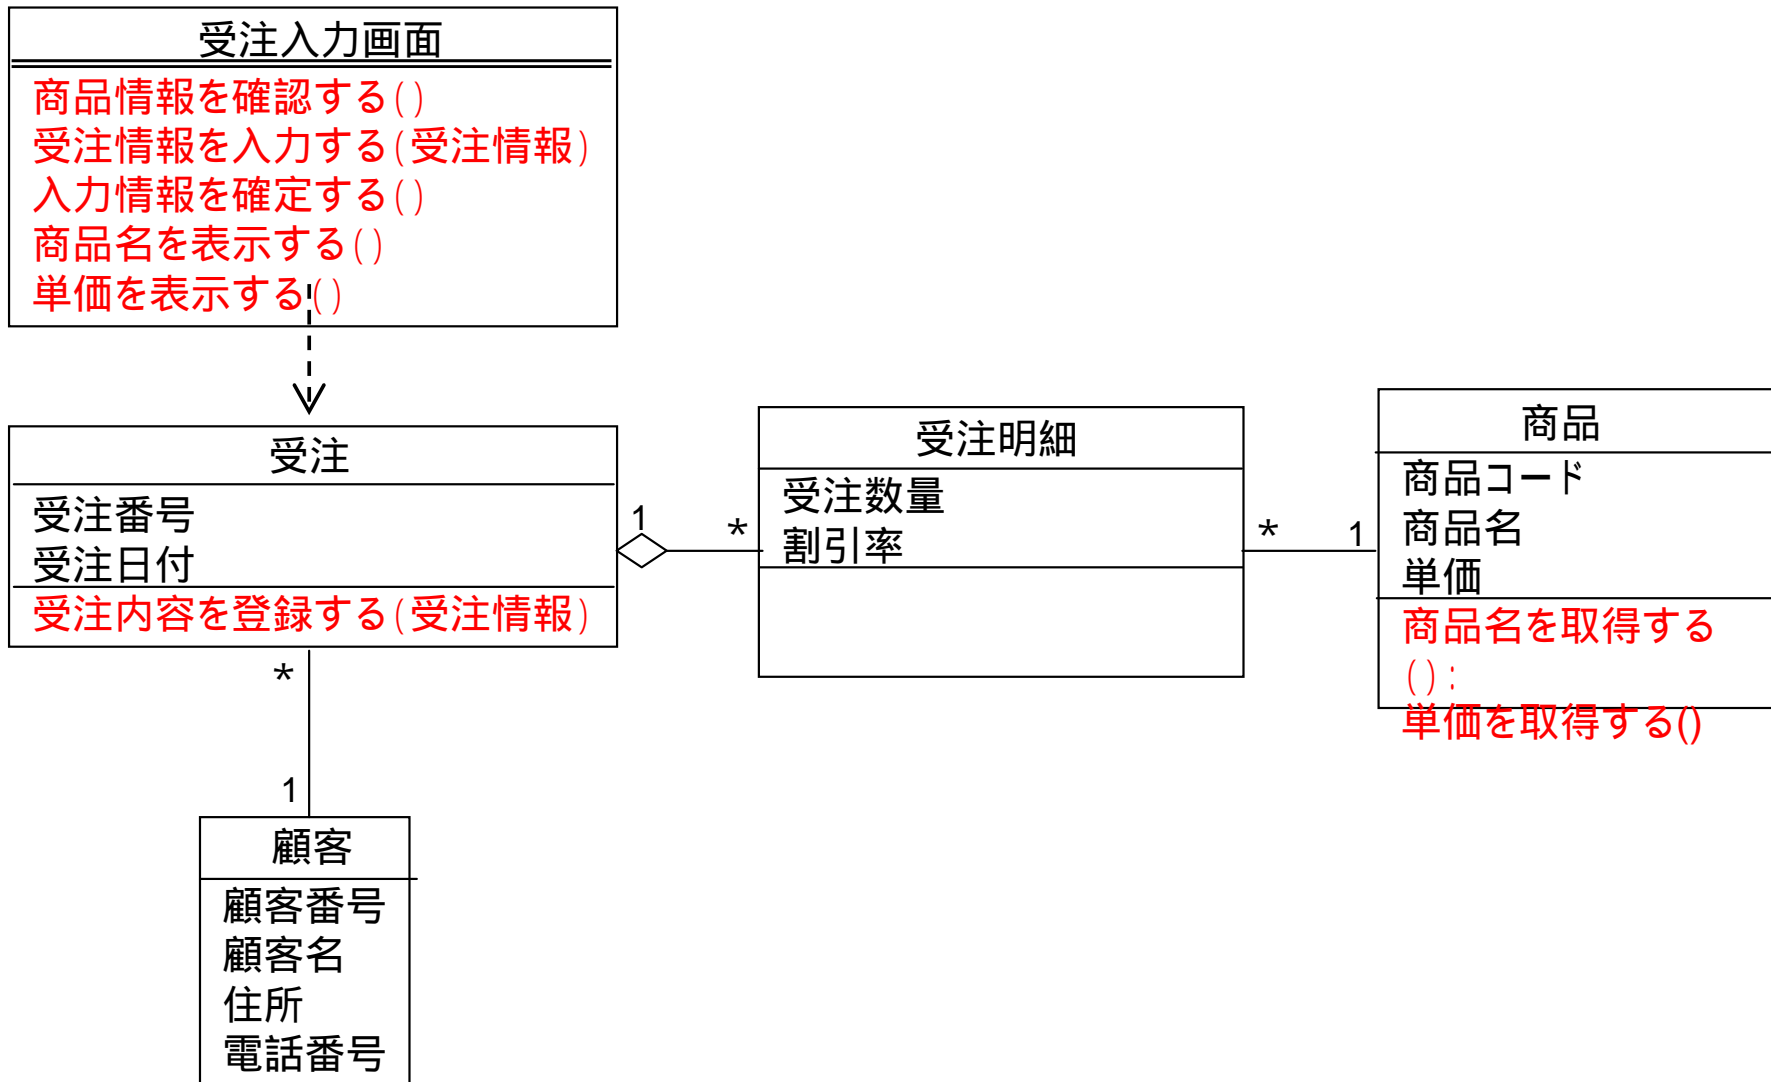 受注入力画面
商品情報を確認する()
受注情報を入力する(受注情報)
入力情報を確定する()
商品名を表示する()
単価を表示する()
受注
受注番号
受注日付
受注内容を登録する(受注情報)
1
*
受注明細
受注数量
割引率
*
1
商品
商品コード
商品名
単価
商品名を取得する
():
単価を取得する()
*
1
顧客
顧客番号
顧客名
住所
電話番号